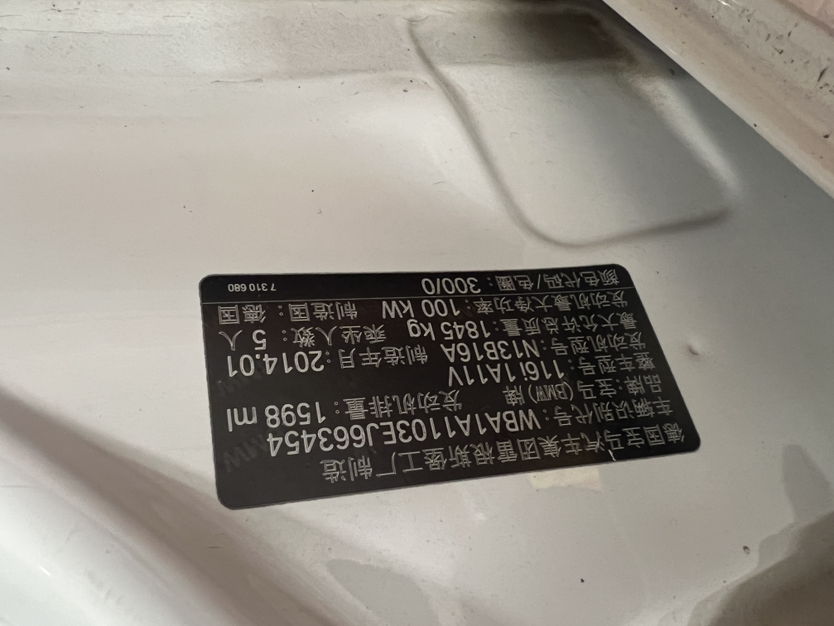 德国宝马汽车集团雷根斯堡工厂 制造
车辆识别代号：WBA1A1103EJ663454
品牌：宝马(BMW)牌 发动机排量：1598 ml
整车型号：116i 1A11V
发动机型号：N13B16A 制造年月：2014.01
最大允许总质量：1845 kg 乘坐人数：5 人
发动机最大净功率：100 kW 制造国：德国
颜色代码/色圈：300/0 7 310 680